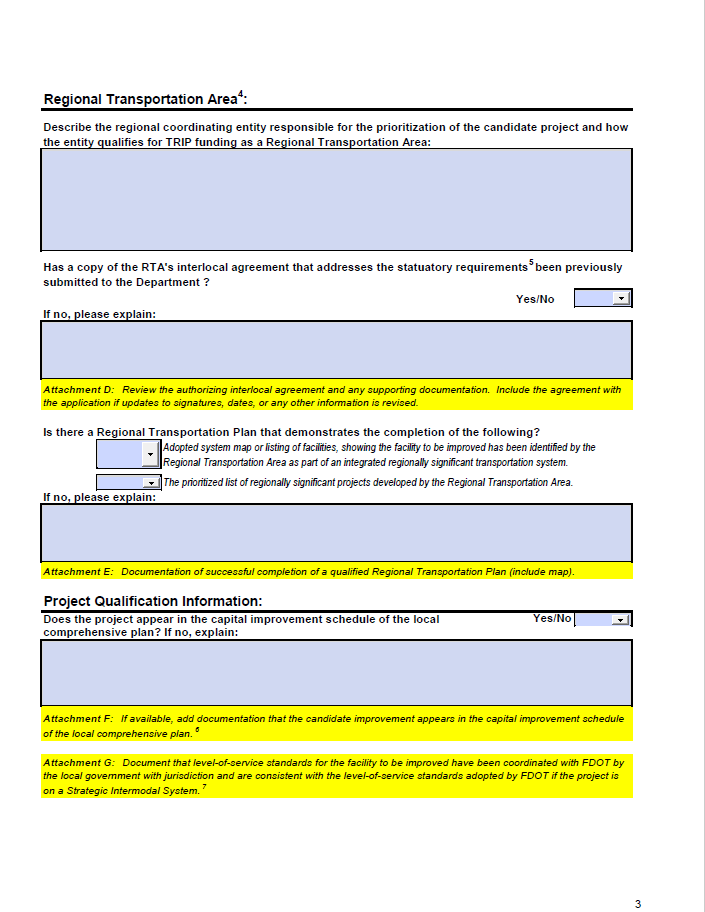 Regional Transportation Area4:
Describe the regional coordinating entity responsible for the prioritization of the candidate project and how
the entity qualifies for TRIP funding as a Regional Transportation Area:
Has a copy of the RTA's interlocal agreement that addresses the statuatory requirements5 been previously
submitted to the Department ?
Yes/No
If no, please explain:
Attachment D: Review the authorizing interlocal agreement and any supporting documentation. Include the agreement with
the application if updates to signatures, dates, or any other information is revised.
Is there a Regional Transportation Plan that demonstrates the completion of the following?
Adopted system map or listing of facilities, showing the facility to be improved has been identified by the
Regional Transportation Area as part of an integrated regionally significant transportation system.
The prioritized list of regionally significant projects developed by the Regional Transportation Area.
If no, please explain:
Attachment E: Documentation of successful completion of a qualified Regional Transportation Plan (include map).
Project Qualification Information:
Does the project appear in the capital improvement schedule of the local Yes/No
comprehensive plan? If no, explain:
Attachment F: If available, add documentation that the candidate improvement appears in the capital improvement schedule
of the local comprehensive plan. 6
Attachment G: Document that level-of-service standards for the facility to be improved have been coordinated with FDOT by
the local government with jurisdiction and are consistent with the level-of-service standards adopted by FDOT if the project is
on a Strategic Intermodal System. 7
3